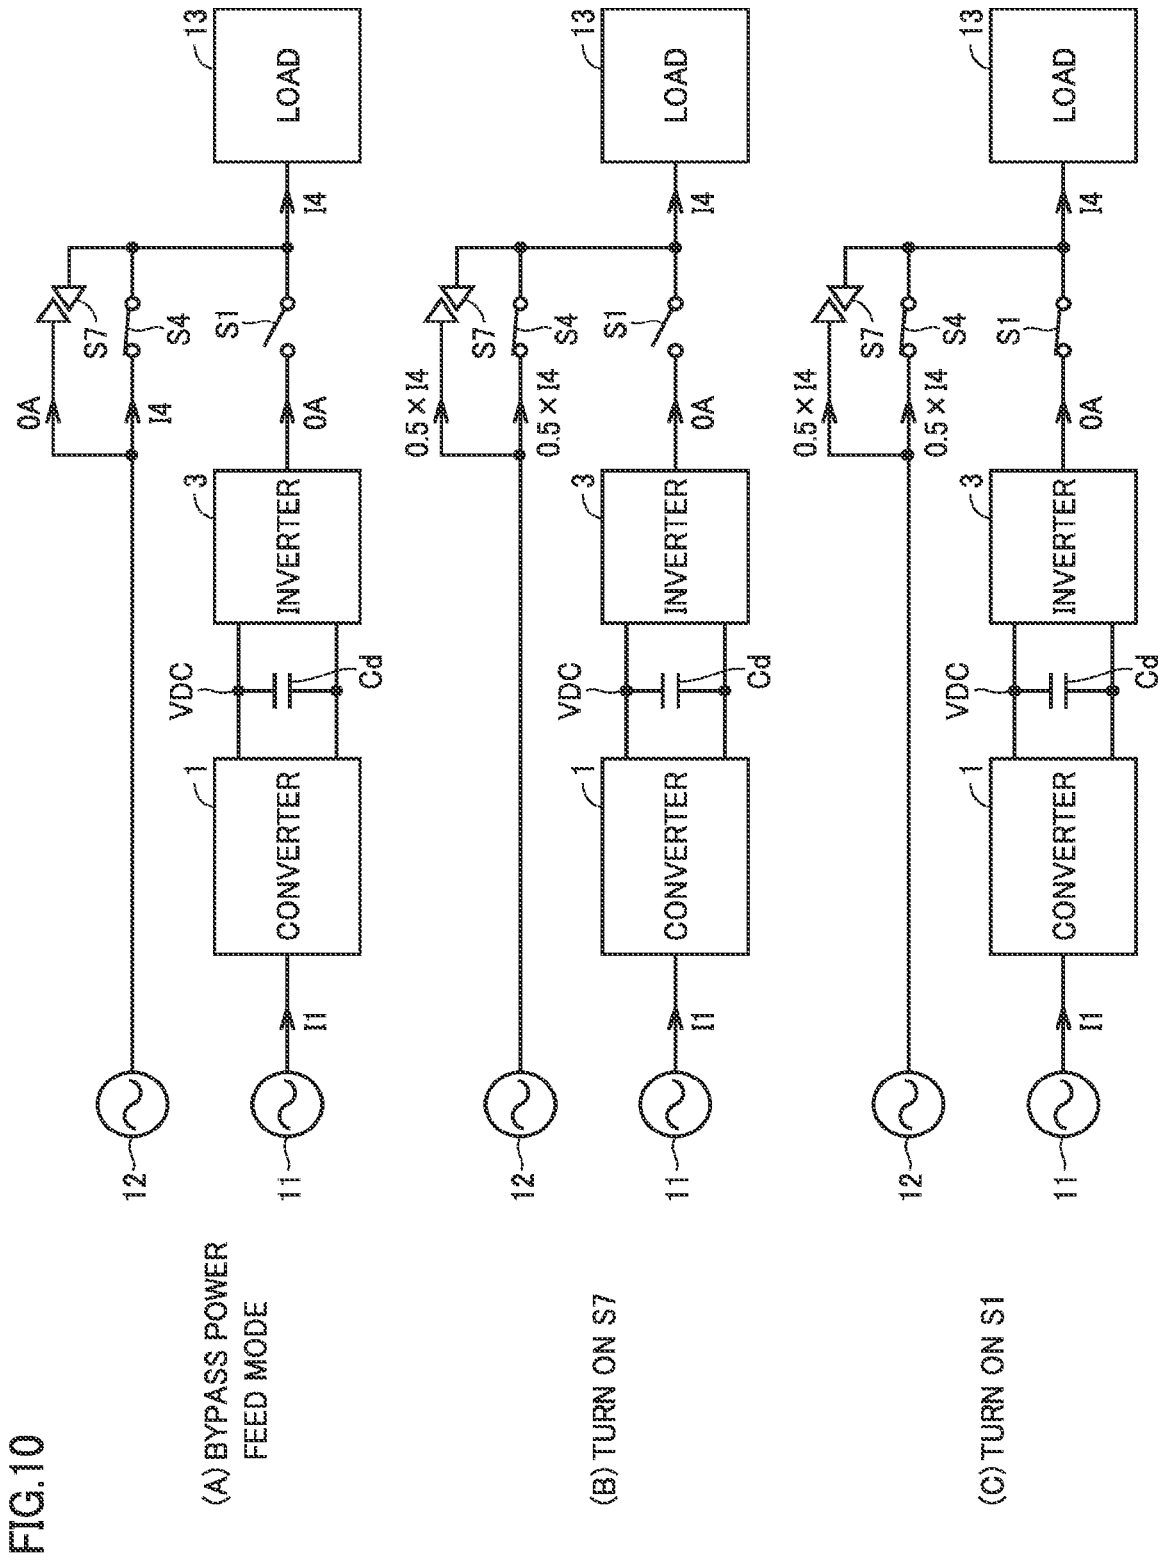 FIG.10
(A) BYPASS POWER
FEED MODE
12
11
I1
1
CONVERTER
VDC
Cd
3
INVERTER
0A
I4
0A
S7
S4
S1
I4
13
LOAD
(B) TURN ON S7
12
11
I1
1
CONVERTER
VDC
Cd
3
INVERTER
0.5×I4
0.5×I4
0A
S7
S4
S1
I4
13
LOAD
(C) TURN ON S1
12
11
I1
1
CONVERTER
VDC
Cd
3
INVERTER
0.5×I4
0.5×I4
0A
S7
S4
S1
I4
13
LOAD